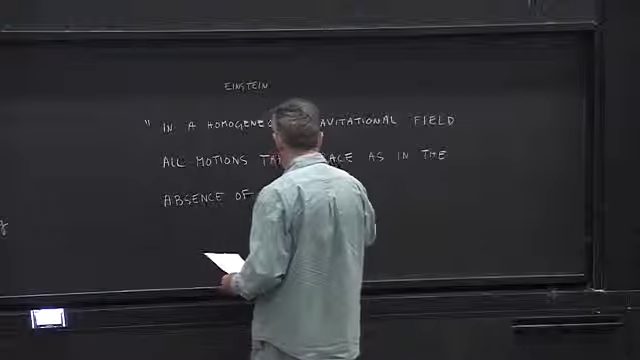 EINSTEIN
" IN A HOMOGENE AVITATIONAL FIELD
ALL MOTIONS TA ACE AS IN THE
ABSENCE OF